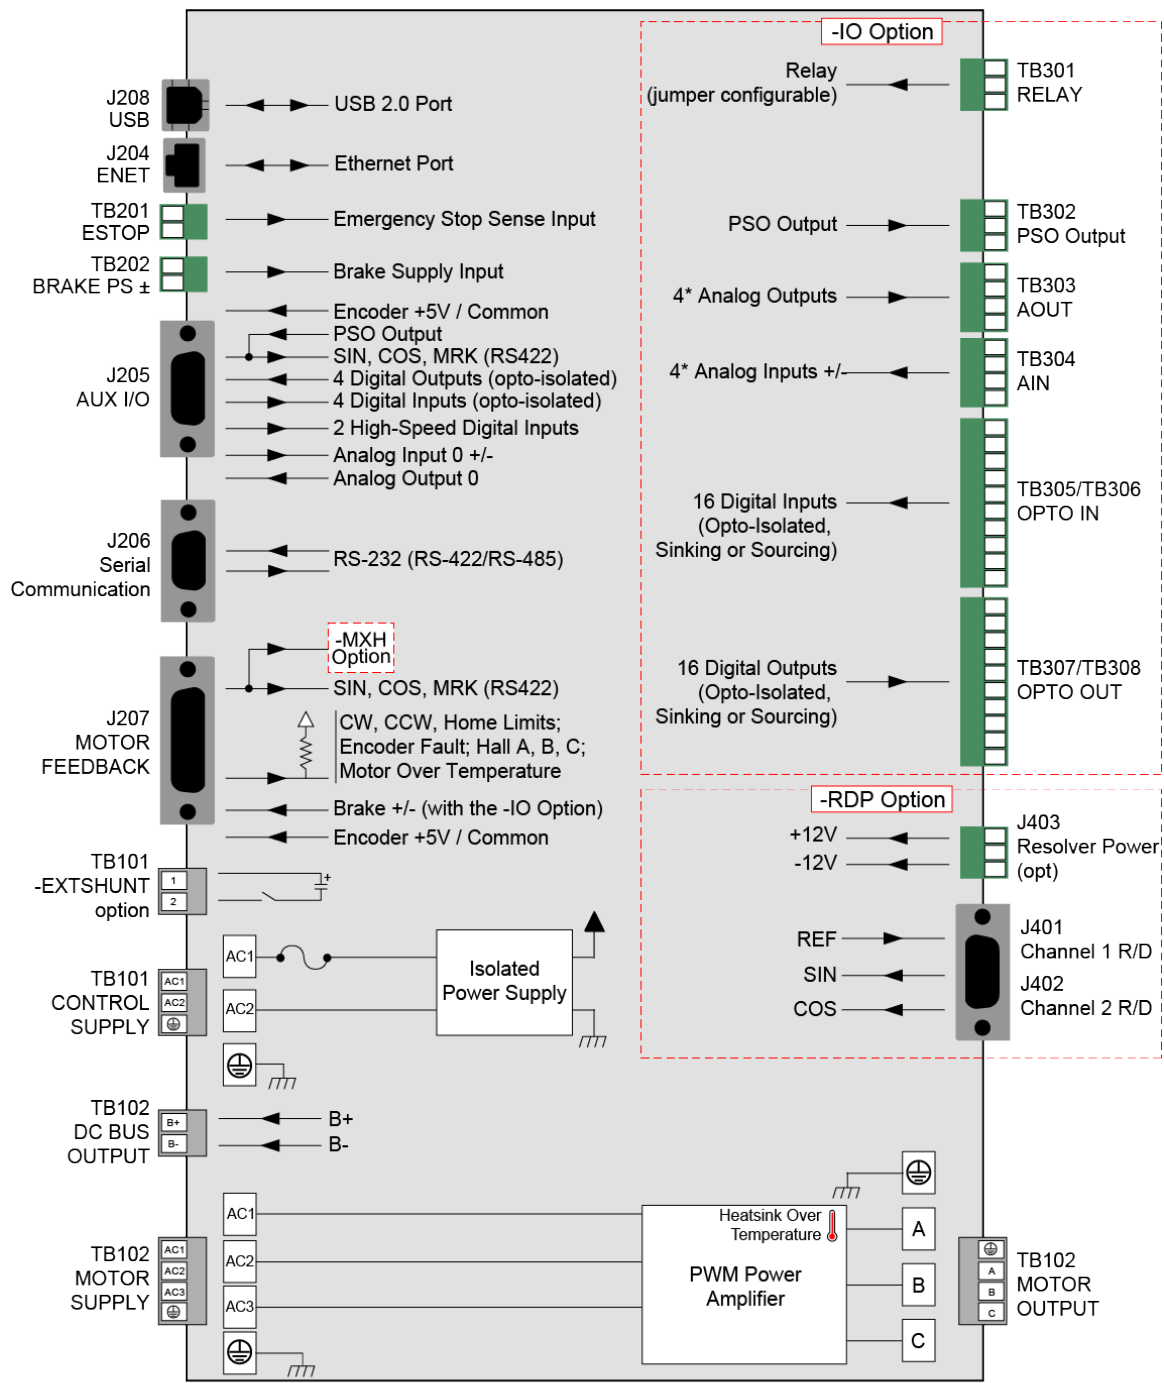 J208
USB
USB 2.0 Port
J204
ENET
Ethernet Port
TB201
ESTOP
Emergency Stop Sense Input
TB202
BRAKE PS ±
Brake Supply Input
J205
AUX I/O
Encoder +5V / Common
PSO Output
SIN, COS, MRK (RS422)
4 Digital Outputs (opto-isolated)
4 Digital Inputs (opto-isolated)
2 High-Speed Digital Inputs
Analog Input 0 +/-
Analog Output 0
J206
Serial
Communication
RS-232 (RS-422/RS-485)
J207
MOTOR
FEEDBACK
-MXH
Option
SIN, COS, MRK (RS422)
CW, CCW, Home Limits;
Encoder Fault; Hall A, B, C;
Motor Over Temperature
Brake +/- (with the -IO Option)
Encoder +5V / Common
TB101
-EXTSHUNT
option
1
2
+
TB101
CONTROL
SUPPLY
AC1
AC2
AC1
AC2
Isolated
Power Supply
TB102
DC BUS
OUTPUT
B+
B-
B+
B-
TB102
MOTOR
SUPPLY
AC1
AC2
AC3
AC1
AC2
AC3
Heatsink Over
Temperature
PWM Power
Amplifier
A
B
C
A
B
C
TB102
MOTOR
OUTPUT
-IO Option
Relay
(jumper configurable)
TB301
RELAY
PSO Output
TB302
PSO Output
4* Analog Outputs
TB303
AOUT
4* Analog Inputs +/-
TB304
AIN
16 Digital Inputs
(Opto-Isolated,
Sinking or Sourcing)
TB305/TB306
OPTO IN
16 Digital Outputs
(Opto-Isolated,
Sinking or Sourcing)
TB307/TB308
OPTO OUT
-RDP Option
+12V
-12V
J403
Resolver Power
(opt)
REF
SIN
COS
J401
Channel 1 R/D
J402
Channel 2 R/D